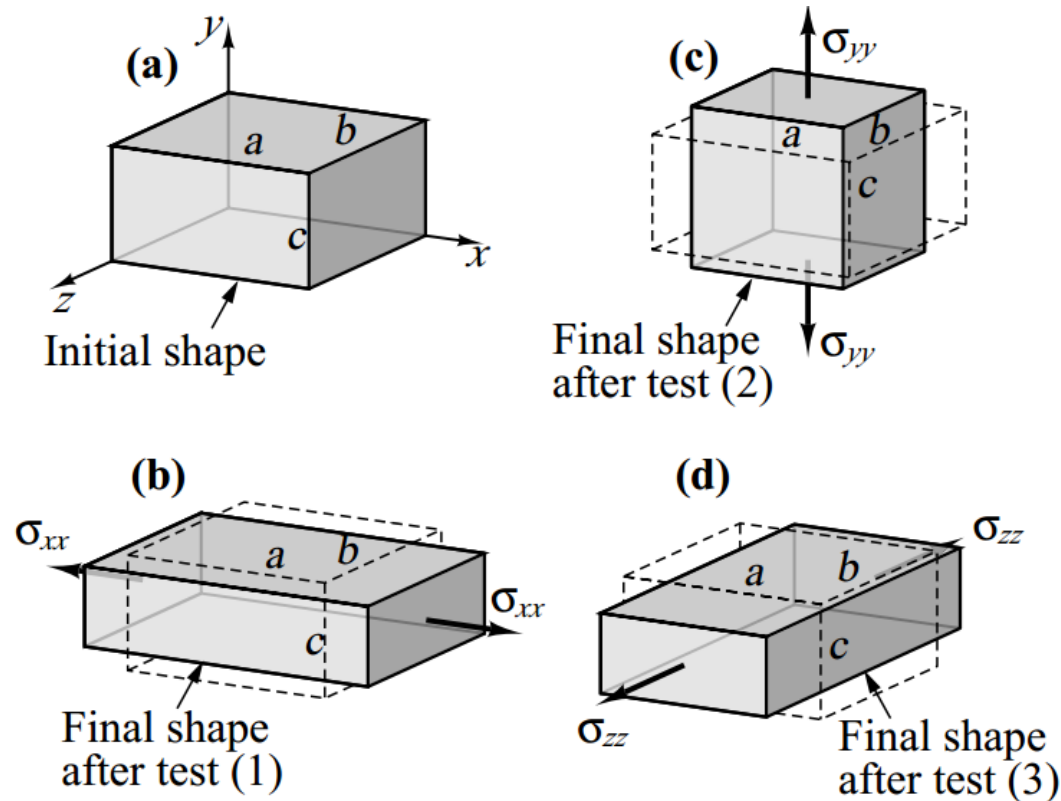 (a)
y
a
b
c
x
z
Initial shape
(c)
σyy
a
b
c
Final shape
after test (2)
σyy
(b)
σxx
a
b
σxx
c
Final shape
after test (1)
(d)
σzz
a
b
c
σzz
Final shape
after test (3)